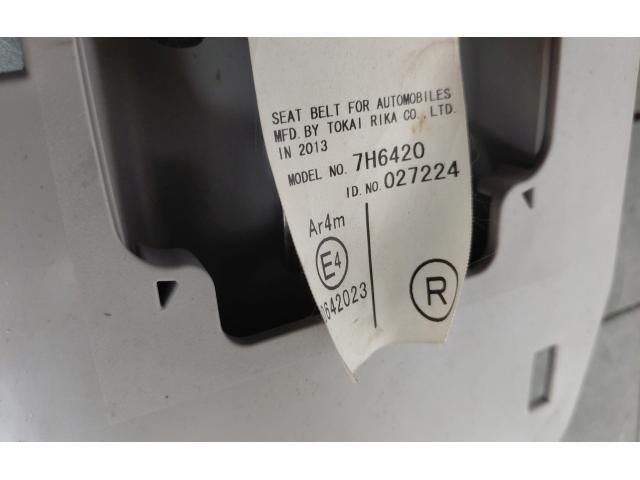 SEAT BELT FOR AUTOMOBILES
MFD. BY TOKAI RIKA CO., LTD.
IN 2013
MODEL NO. 7H6420
ID. NO. 027224
Ar4m
E4
R